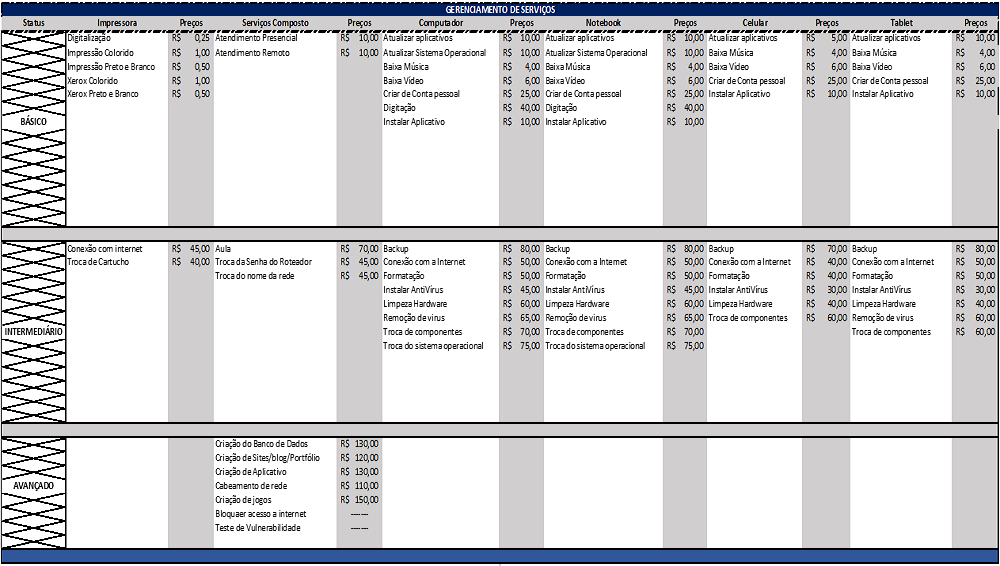 GERENCIAMENTO DE SERVIÇOS
Status Impressora Preços Serviços Composto Preços Computador Preços Notebook Preços Celular Preços Tablet Preços
Digitalização R$ 0,25 Atendimento Presencial R$ 10,00 Atualizar aplicativos R$ 10,00 Atualizar aplicativos R$ 10,00 Atualizar aplicativos R$ 5,00 Atualizar aplicativos R$ 10,00
Impressão Colorido R$ 1,00 Atendimento Remoto R$ 10,00 Atualizar Sistema Operacional R$ 10,00 Atualizar Sistema Operacional R$ 10,00 Baixa Música R$ 4,00 Baixa Música R$ 4,00
Impressão Preto e Branco R$ 0,50 Baixa Música R$ 4,00 Baixa Música R$ 4,00 Baixa Vídeo R$ 6,00 Baixa Vídeo R$ 6,00
Xerox Colorido R$ 1,00 Baixa Vídeo R$ 6,00 Baixa Vídeo R$ 6,00 Criar de Conta pessoal R$ 25,00 Criar de Conta pessoal R$ 25,00
Xerox Preto e Branco R$ 0,50 Criar de Conta pessoal R$ 25,00 Criar de Conta pessoal R$ 25,00 Instalar Aplicativo R$ 10,00 Instalar Aplicativo R$ 10,00
Digitação R$ 40,00 Digitação R$ 40,00
BÁSICO Instalar Aplicativo R$ 10,00 Instalar Aplicativo R$ 10,00
Conexão com internet R$ 45,00 Aula R$ 70,00 Backup R$ 80,00 Backup R$ 80,00 Backup R$ 70,00 Backup R$ 80,00
Troca de Cartucho R$ 40,00 Troca da Senha do Roteador R$ 45,00 Conexão com a Internet R$ 50,00 Conexão com a Internet R$ 50,00 Conexão com a Internet R$ 40,00 Conexão com a Internet R$ 50,00
Troca do nome da rede R$ 45,00 Formatação R$ 50,00 Formatação R$ 50,00 Formatação R$ 40,00 Formatação R$ 50,00
Instalar AntiVírus R$ 45,00 Instalar AntiVírus R$ 45,00 Instalar AntiVírus R$ 30,00 Instalar AntiVírus R$ 30,00
Limpeza Hardware R$ 60,00 Limpeza Hardware R$ 60,00 Limpeza Hardware R$ 40,00 Limpeza Hardware R$ 40,00
Remoção de virus R$ 65,00 Remoção de virus R$ 65,00 Troca de componentes R$ 60,00 Remoção de virus R$ 60,00
INTERMEDIÁRIO Troca de componentes R$ 70,00 Troca de componentes R$ 70,00 Troca de componentes R$ 60,00
Troca do sistema operacional R$ 75,00 Troca do sistema operacional R$ 75,00
Criação do Banco de Dados R$ 130,00
Criação de Sites/blog/Portfólio R$ 120,00
Criação de Aplicativo R$ 130,00
AVANÇADO Cabeamento de rede R$ 110,00
Criação de jogos R$ 150,00
Bloquaer acesso a internet -------
Teste de Vulnerabilidade -------